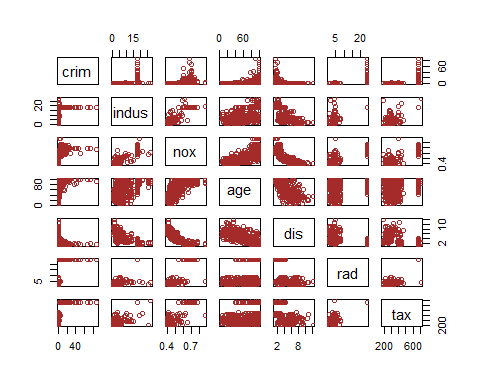 0 15 0 60 5 20
crim 0 40
0 20 indus
nox 0.4
0 80 age
dis 2 10
5 rad
tax 200
0 40 0.4 0.7 2 8 200 600